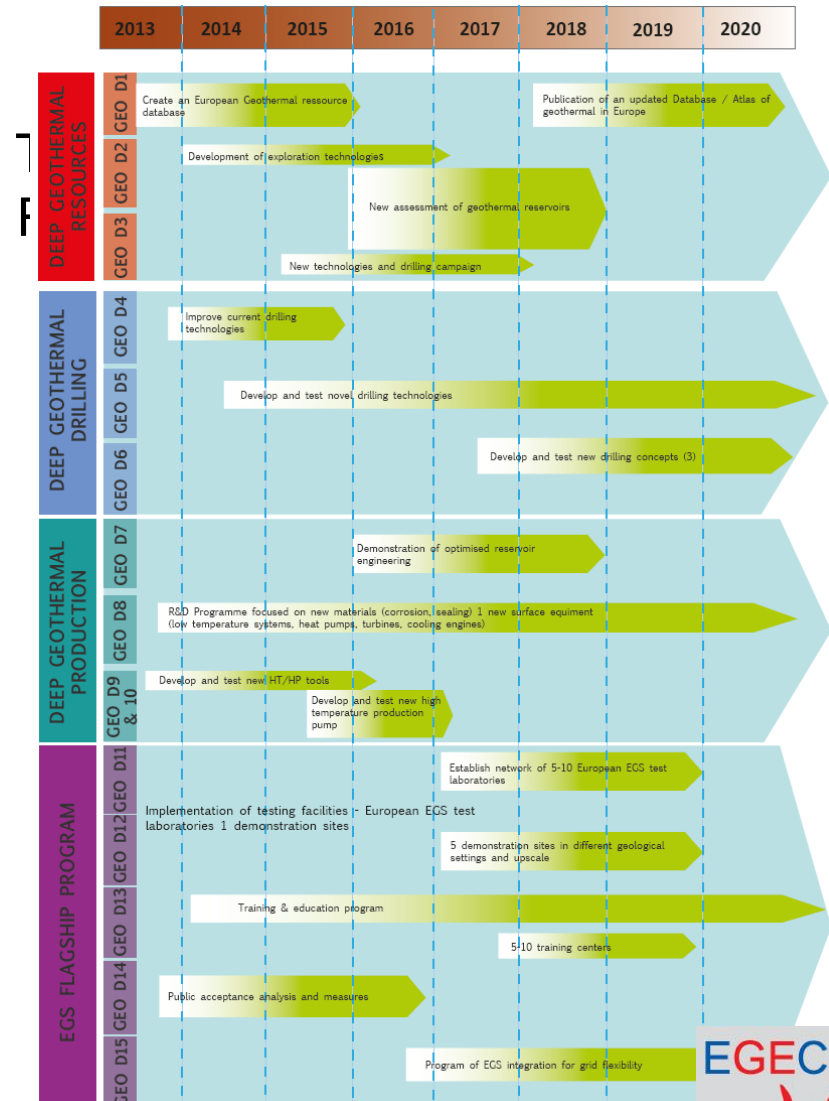 2013 2014 2015 2016 2017 2018 2019 2020
DEEP GEOTHERMAL
RESOURCES
GEO D1
Create an European Geothermal ressource
database
Publication of an updated Database / Atlas of
geothermal in Europe
GEO D2
Development of exploration technologies
New assessment of geothermal reservoirs
GEO D3
New technologies and drilling campaign
DEEP GEOTHERMAL
DRILLING
GEO D4
Improve current drilling
technologies
GEO D5
Develop and test novel drilling technologies
GEO D6
Develop and test new drilling concepts (3)
DEEP GEOTHERMAL
PRODUCTION
GEO D7
Demonstration of optimised reservoir
engineering
GEO D8
R&D Programme focused on new materials (corrosion, sealing) 1 new surface equiment
(low temperature systems, heat pumps, turbines, cooling engines)
GEO D9
& 10
Develop and test new HT/HP tools
Develop and test new high
temperature production
pump
EGS FLAGSHIP PROGRAM
GEO D11
Establish network of 5-10 European EGS test
laboratories
Implementation of testing facilities - European EGS test
laboratories 1 demonstration sites
GEO D12
5 demonstration sites in different geological
settings and upscale
GEO D13
Training & education program
5-10 training centers
GEO D14
Public acceptance analysis and measures
GEO D15
Program of EGS integration for grid flexibility
EGEC